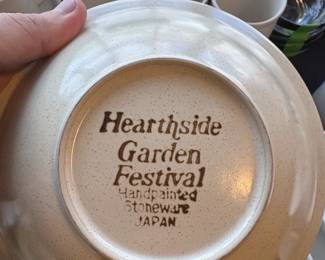 Hearthside
Garden
Festival
Handpainted
Stoneware
JAPAN